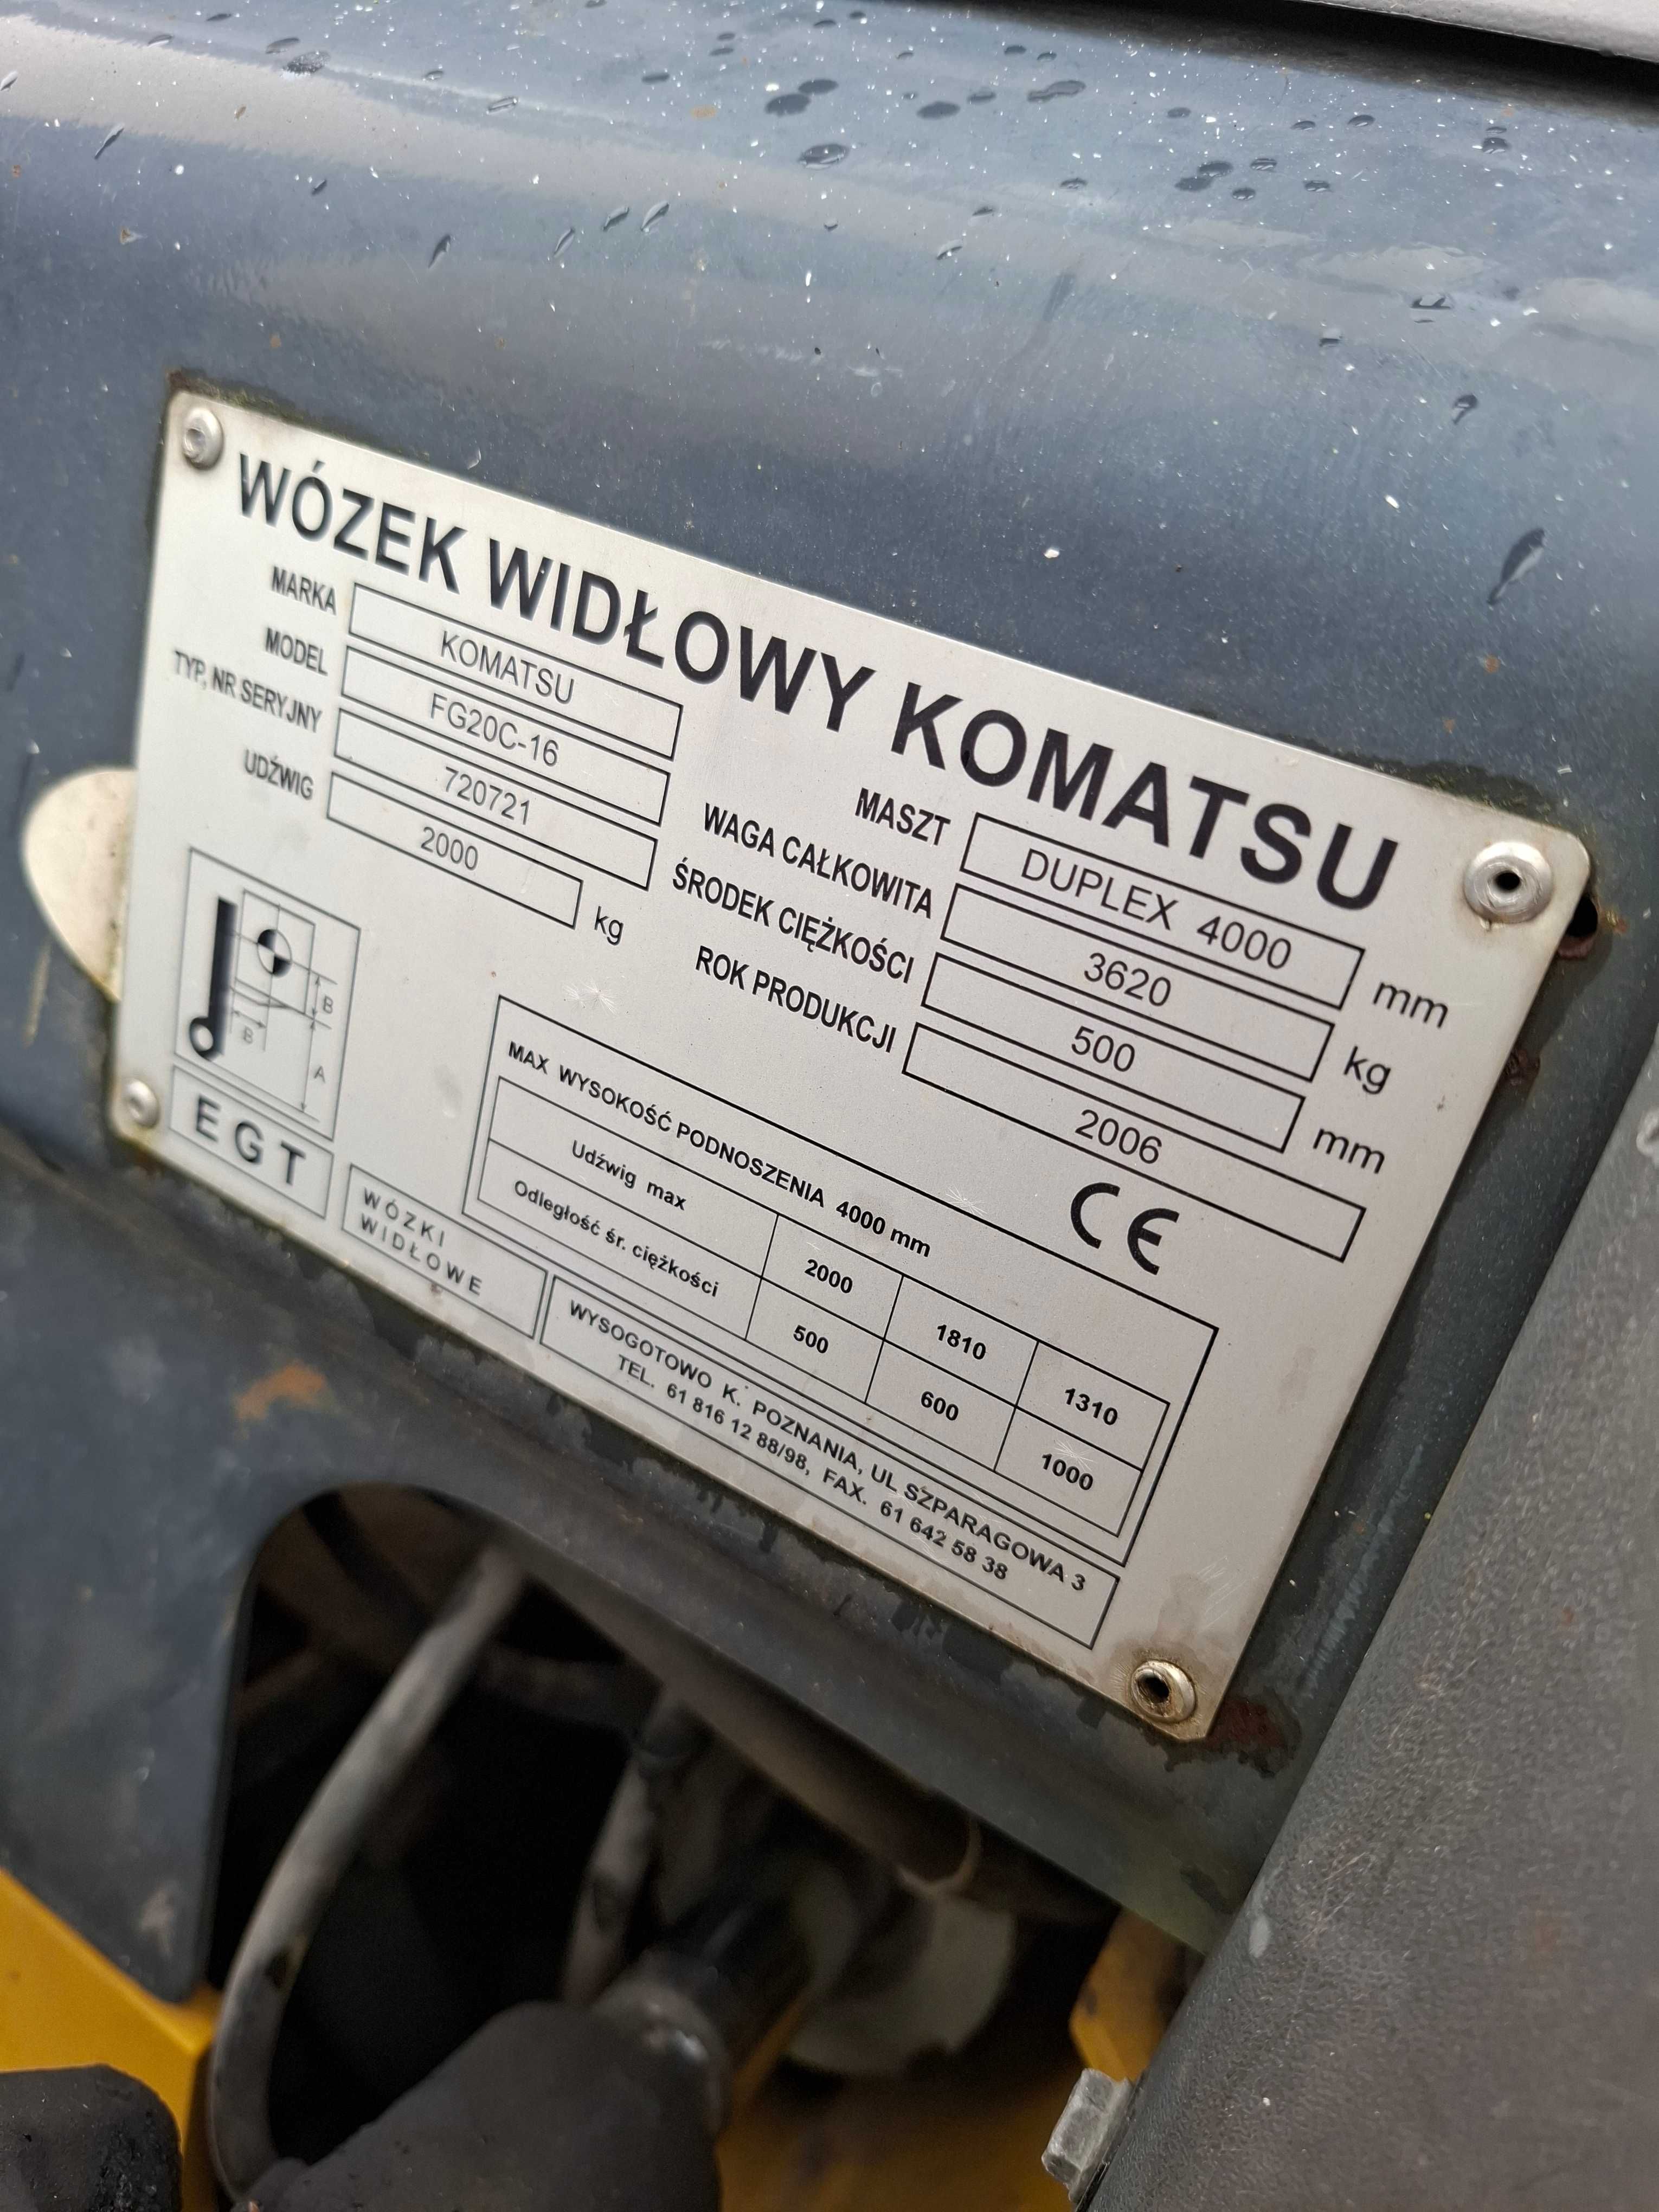 WÓZEK WIDŁOWY KOMATSU
MARKA KOMATSU
MODEL FG20C-16
TYP, NR SERYJNY 720721
UDŹWIG 2000 kg
MASZT DUPLEX 4000 mm
WAGA CAŁKOWITA 3620 kg
ŚRODEK CIĘŻKOŚCI 500 mm
ROK PRODUKCJI 2006
CE
B
B
A
MAX WYSOKOŚĆ PODNOSZENIA 4000 mm
Udźwig max 2000 1810 1310
Odległość śr. ciężkości 500 600 1000
EGT
WÓZKI
WIDŁOWE
WYSOGOTOWO K. POZNANIA, UL SZPARAGOWA 3
TEL. 61 816 12 88/98, FAX. 61 642 58 38